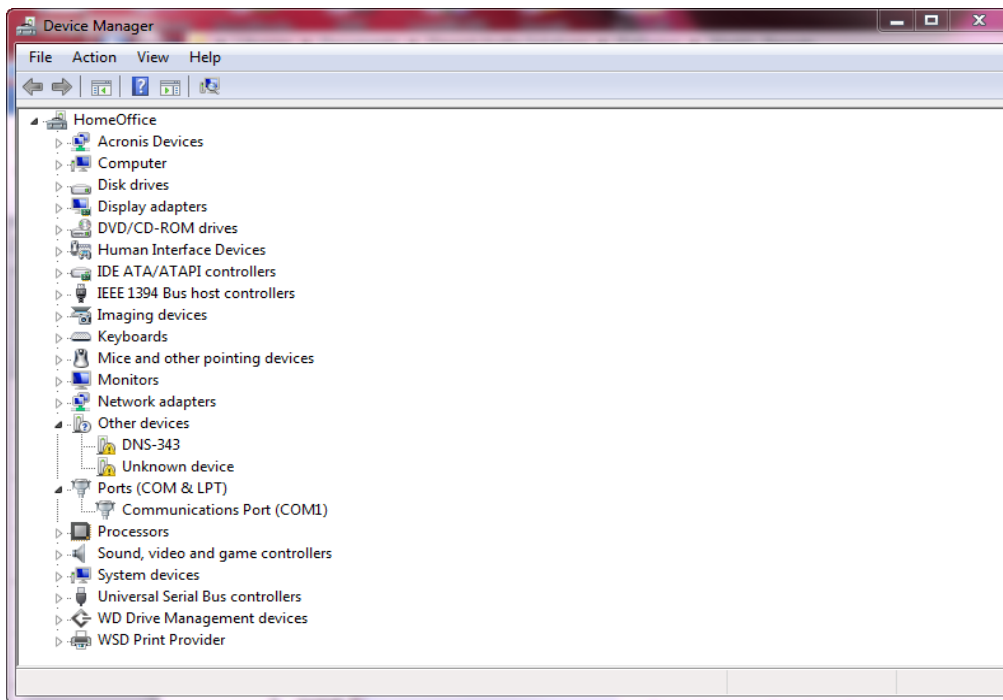 Device Manager
File Action View Help
HomeOffice
Acronis Devices
Computer
Disk drives
Display adapters
DVD/CD-ROM drives
Human Interface Devices
IDE ATA/ATAPI controllers
IEEE 1394 Bus host controllers
Imaging devices
Keyboards
Mice and other pointing devices
Monitors
Network adapters
Other devices
DNS-343
Unknown device
Ports (COM & LPT)
Communications Port (COM1)
Processors
Sound, video and game controllers
System devices
Universal Serial Bus controllers
WD Drive Management devices
WSD Print Provider